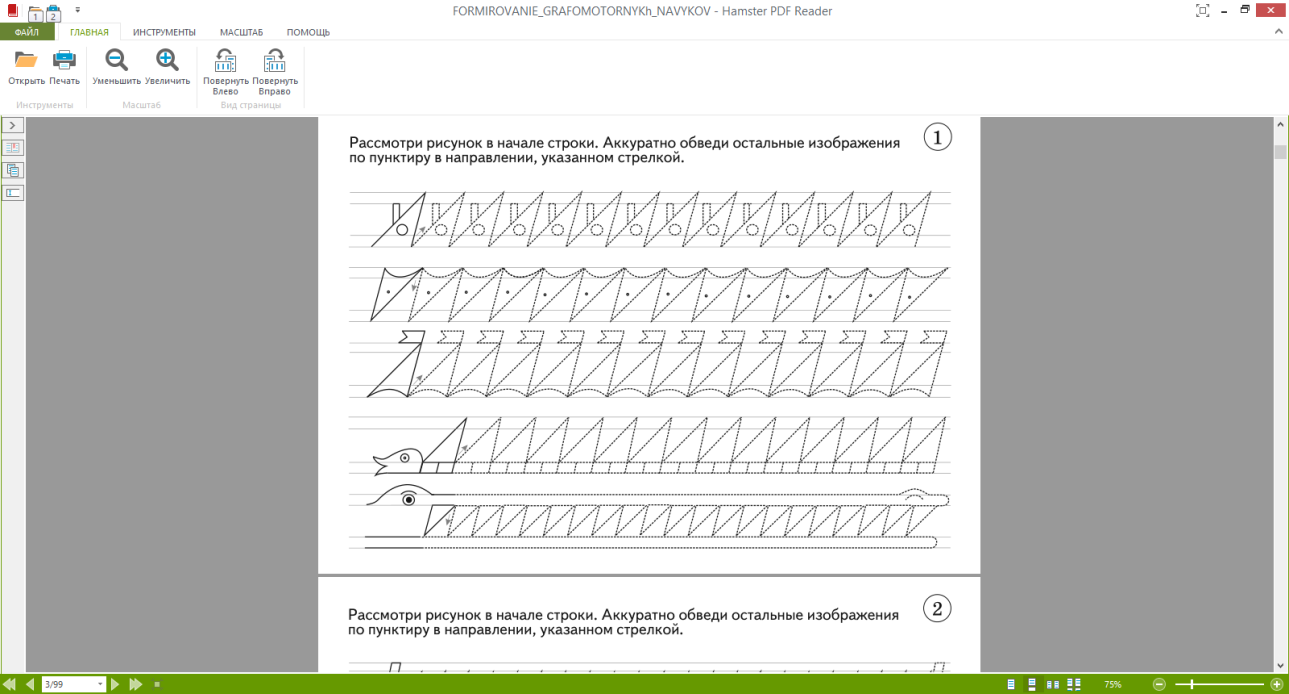 FORMIROVANIE_GRAFOMOTORNYKh_NAVYKOV - Hamster PDF Reader
1 2
ФАЙЛ ГЛАВНАЯ ИНСТРУМЕНТЫ МАСШТАБ ПОМОЩЬ
Открыть Печать Уменьшить Увеличить Повернуть Влево Повернуть Вправо
Инструменты Масштаб Вид страницы
1
Рассмотри рисунок в начале строки. Аккуратно обведи остальные изображения
по пунктиру в направлении, указанном стрелкой.
2
Рассмотри рисунок в начале строки. Аккуратно обведи остальные изображения
по пунктиру в направлении, указанном стрелкой.
3/99 75%